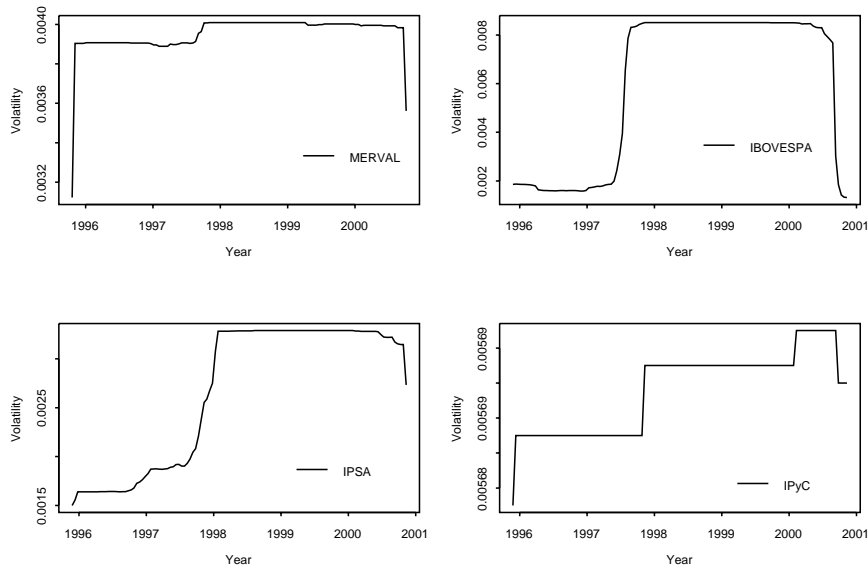 0.0040
0.0036
0.0032
Volatility
MERVAL
1996 1997 1998 1999 2000
Year
0.008
0.006
0.004
0.002
Volatility
IBOVESPA
1996 1997 1998 1999 2000 2001
Year
0.0025
0.0015
Volatility
IPSA
1996 1997 1998 1999 2000 2001
Year
0.00569
0.00569
0.00568
Volatility
IPyC
1996 1997 1998 1999 2000 2001
Year